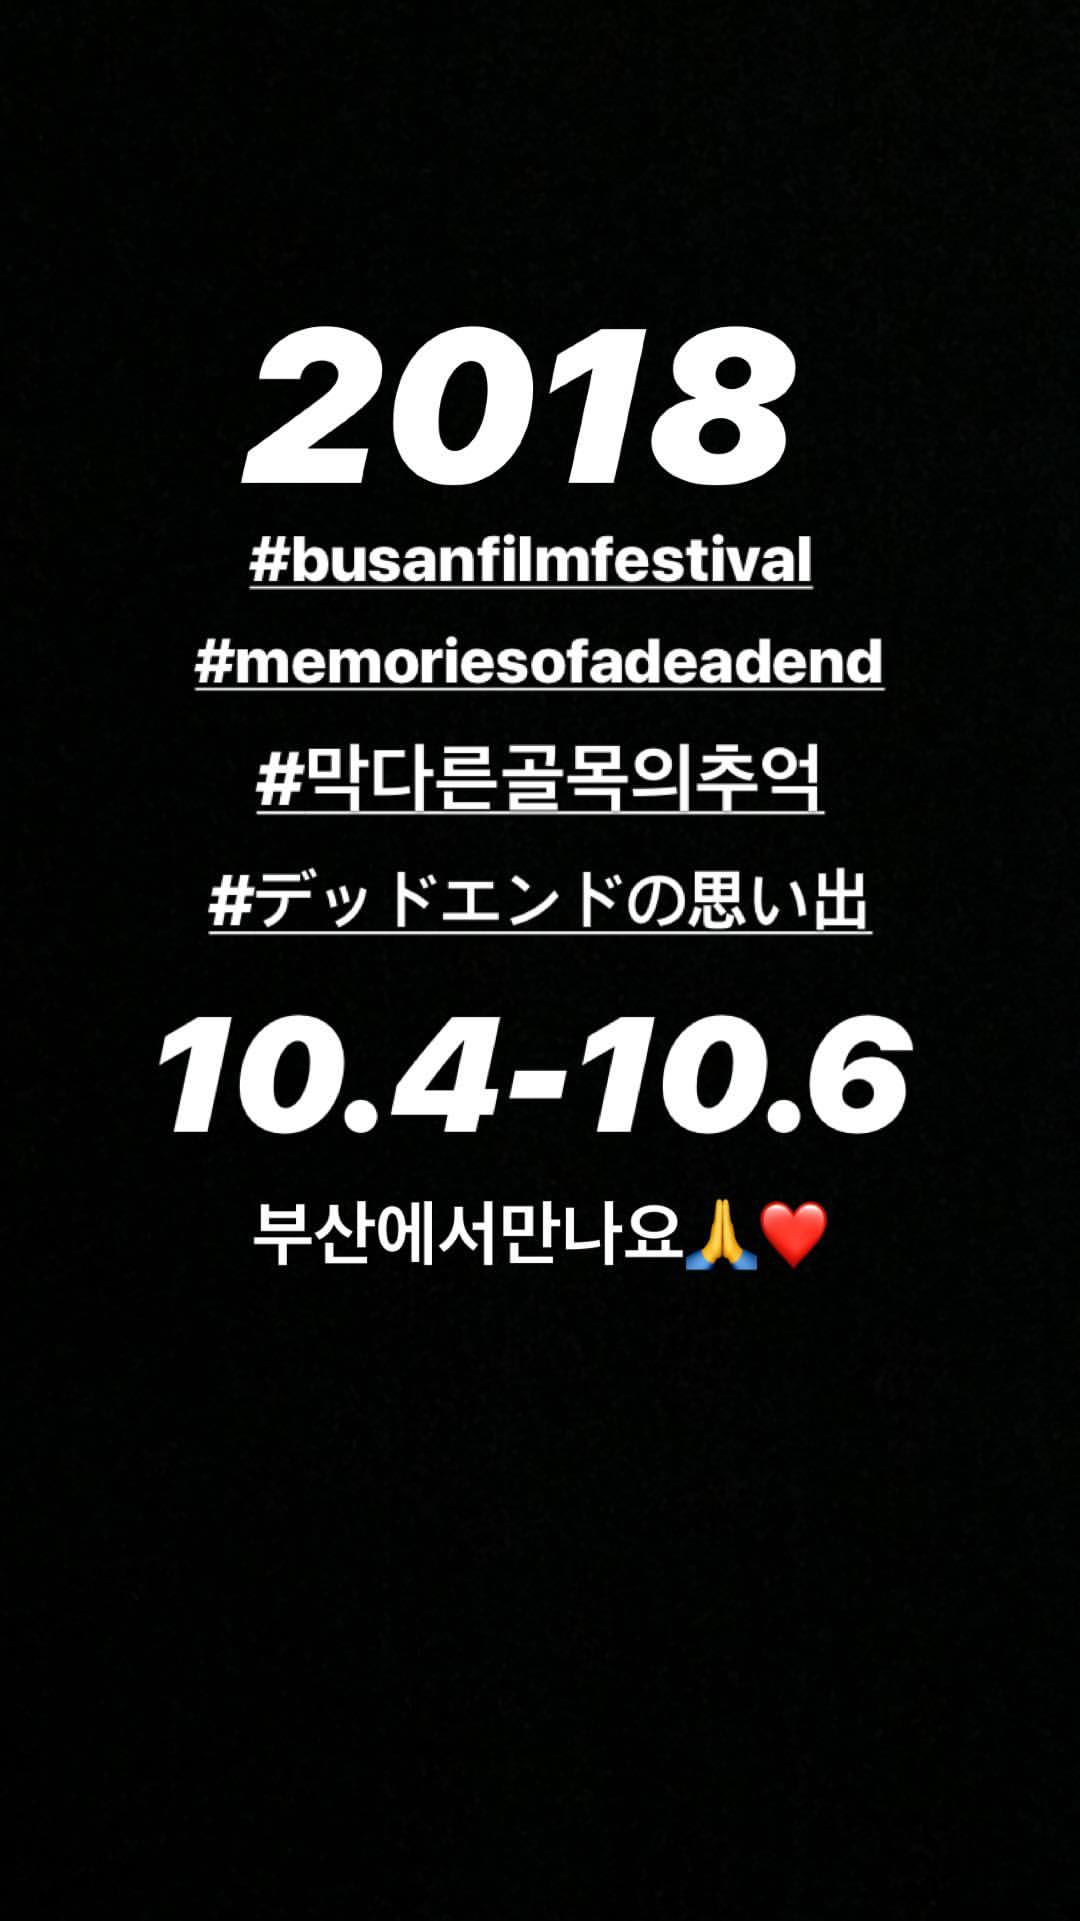 2018
#busanfilmfestival
#memoriesofadeadend
#막다른골목의추억
#デッドエンドの思い出
10.4-10.6
부산에서만나요🙏❤️